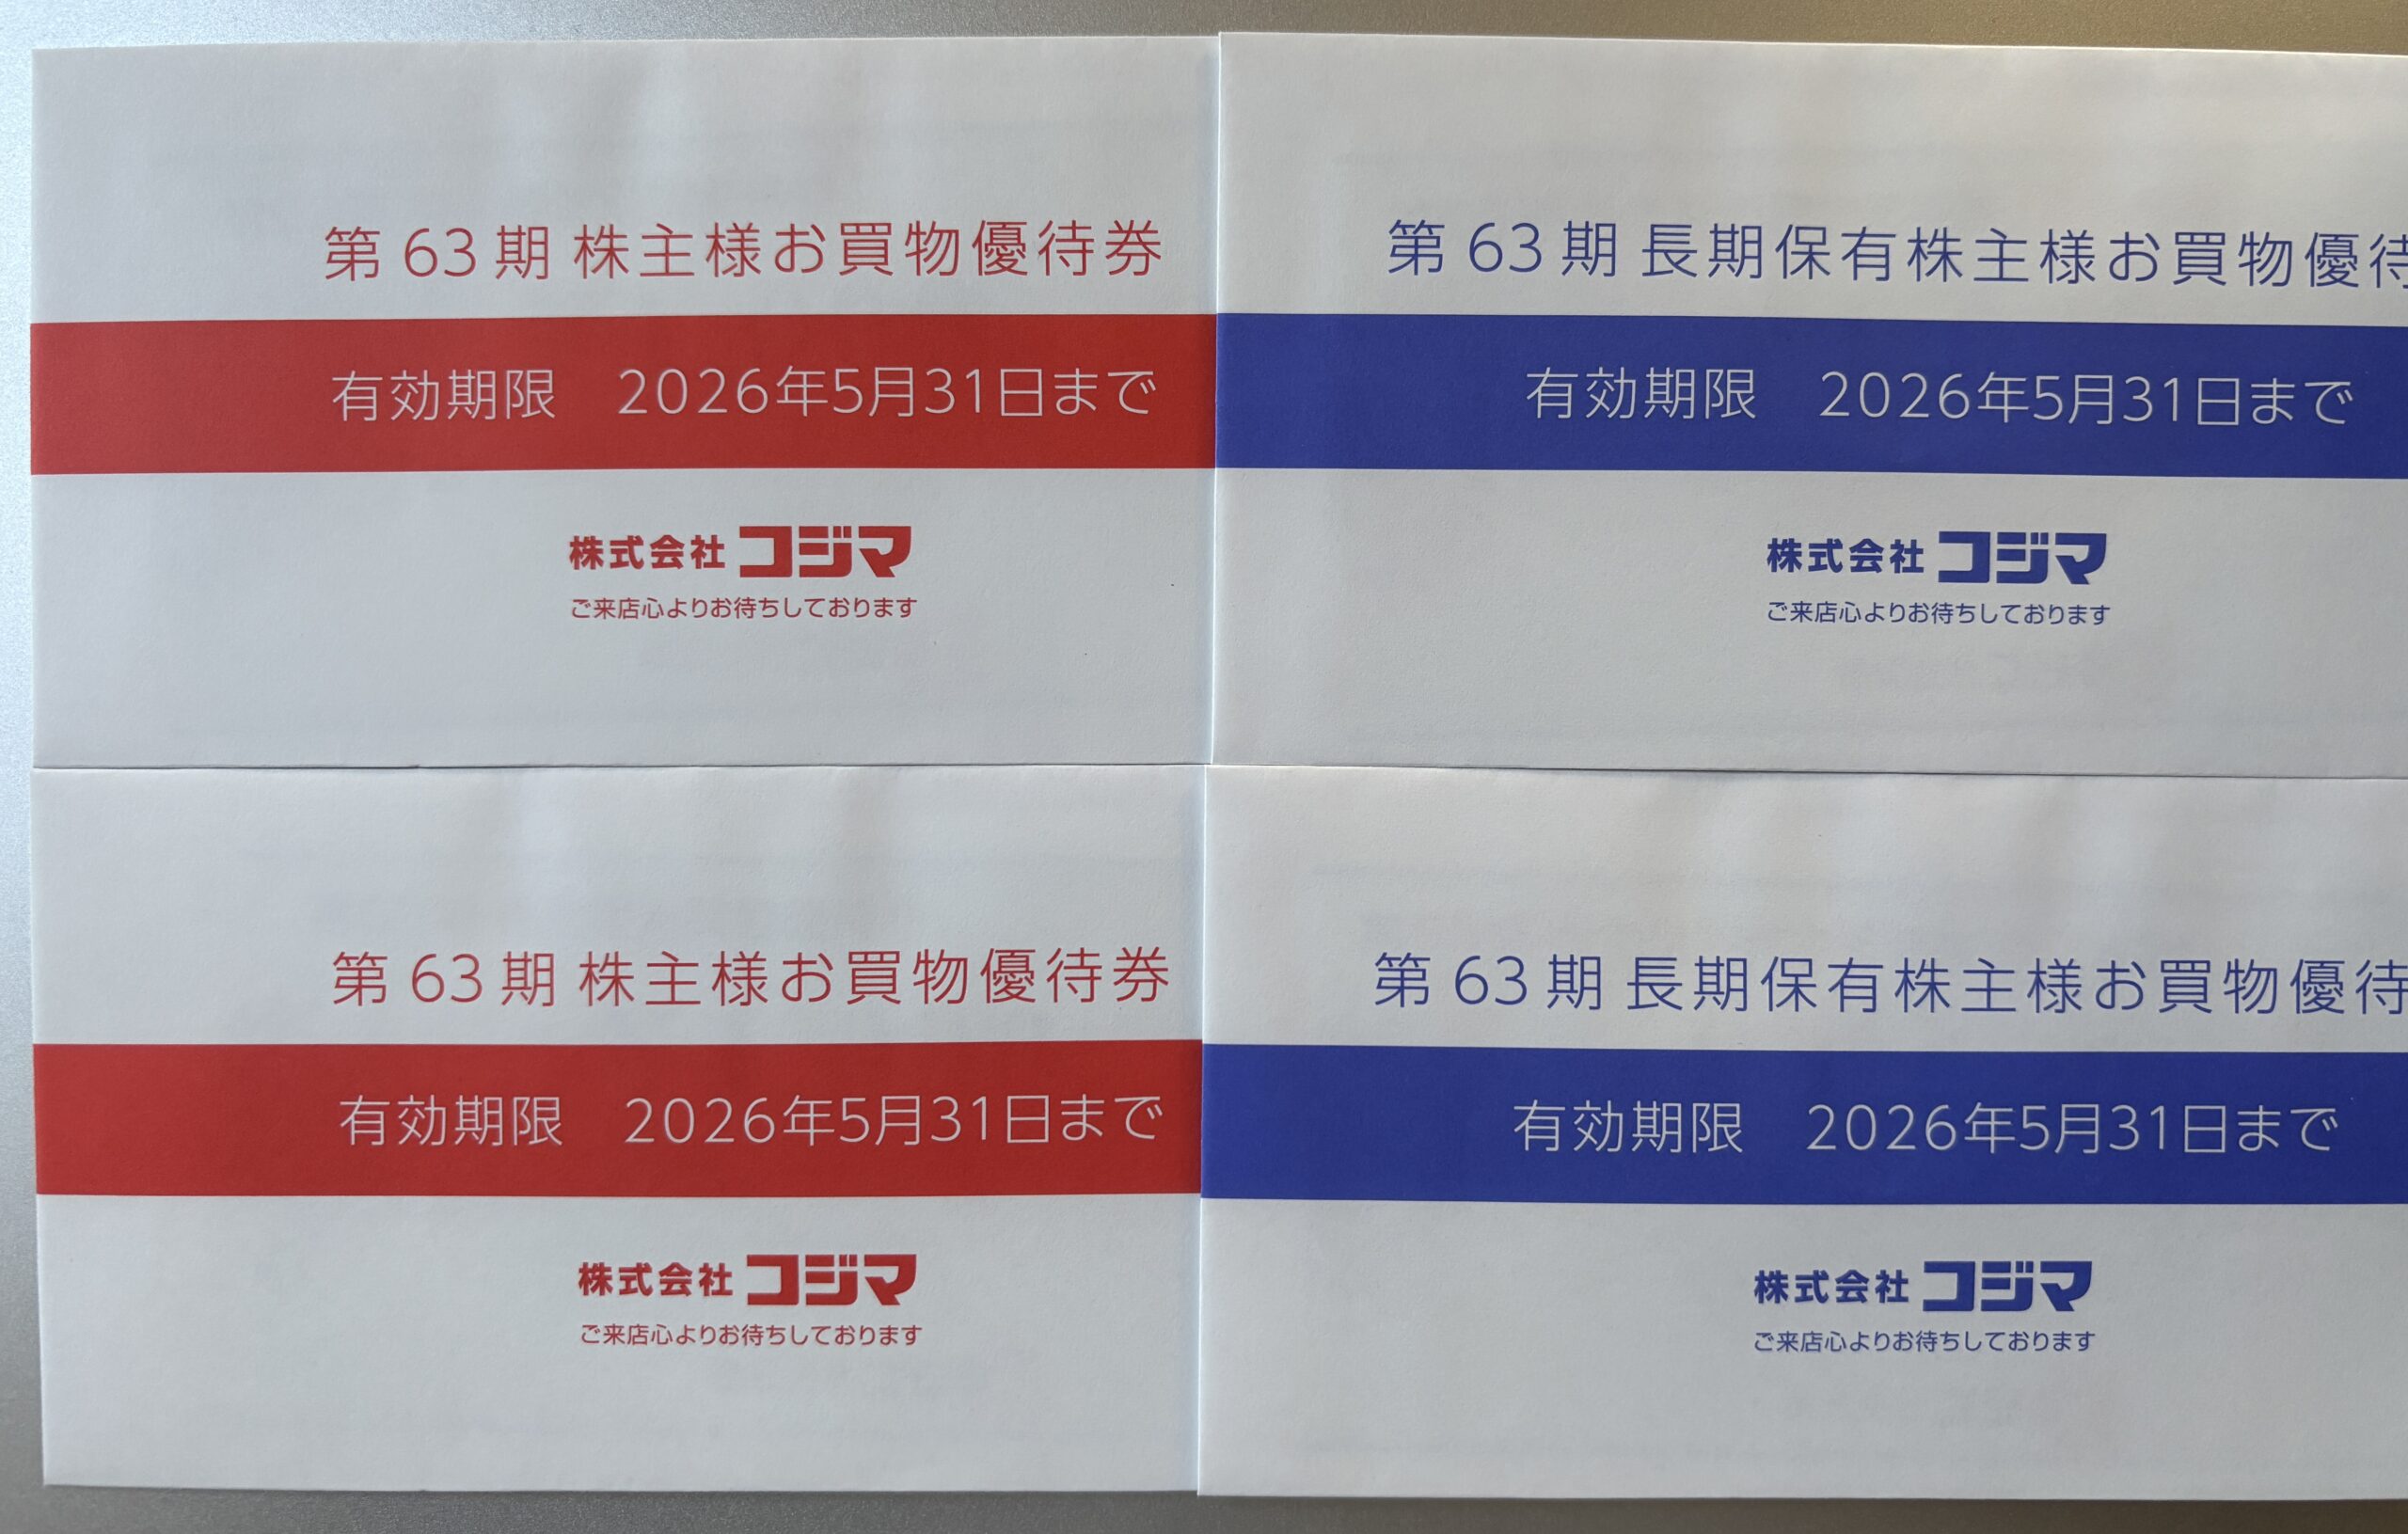 第63期 株主様お買物優待券
有効期限　2026年5月31日まで
株式会社コジマ
ご来店心よりお待ちしております
第63期 長期保有株主様お買物優待
有効期限　2026年5月31日まで
株式会社コジマ
ご来店心よりお待ちしております
第63期 株主様お買物優待券
有効期限　2026年5月31日まで
株式会社コジマ
ご来店心よりお待ちしております
第63期 長期保有株主様お買物優待
有効期限　2026年5月31日まで
株式会社コジマ
ご来店心よりお待ちしております